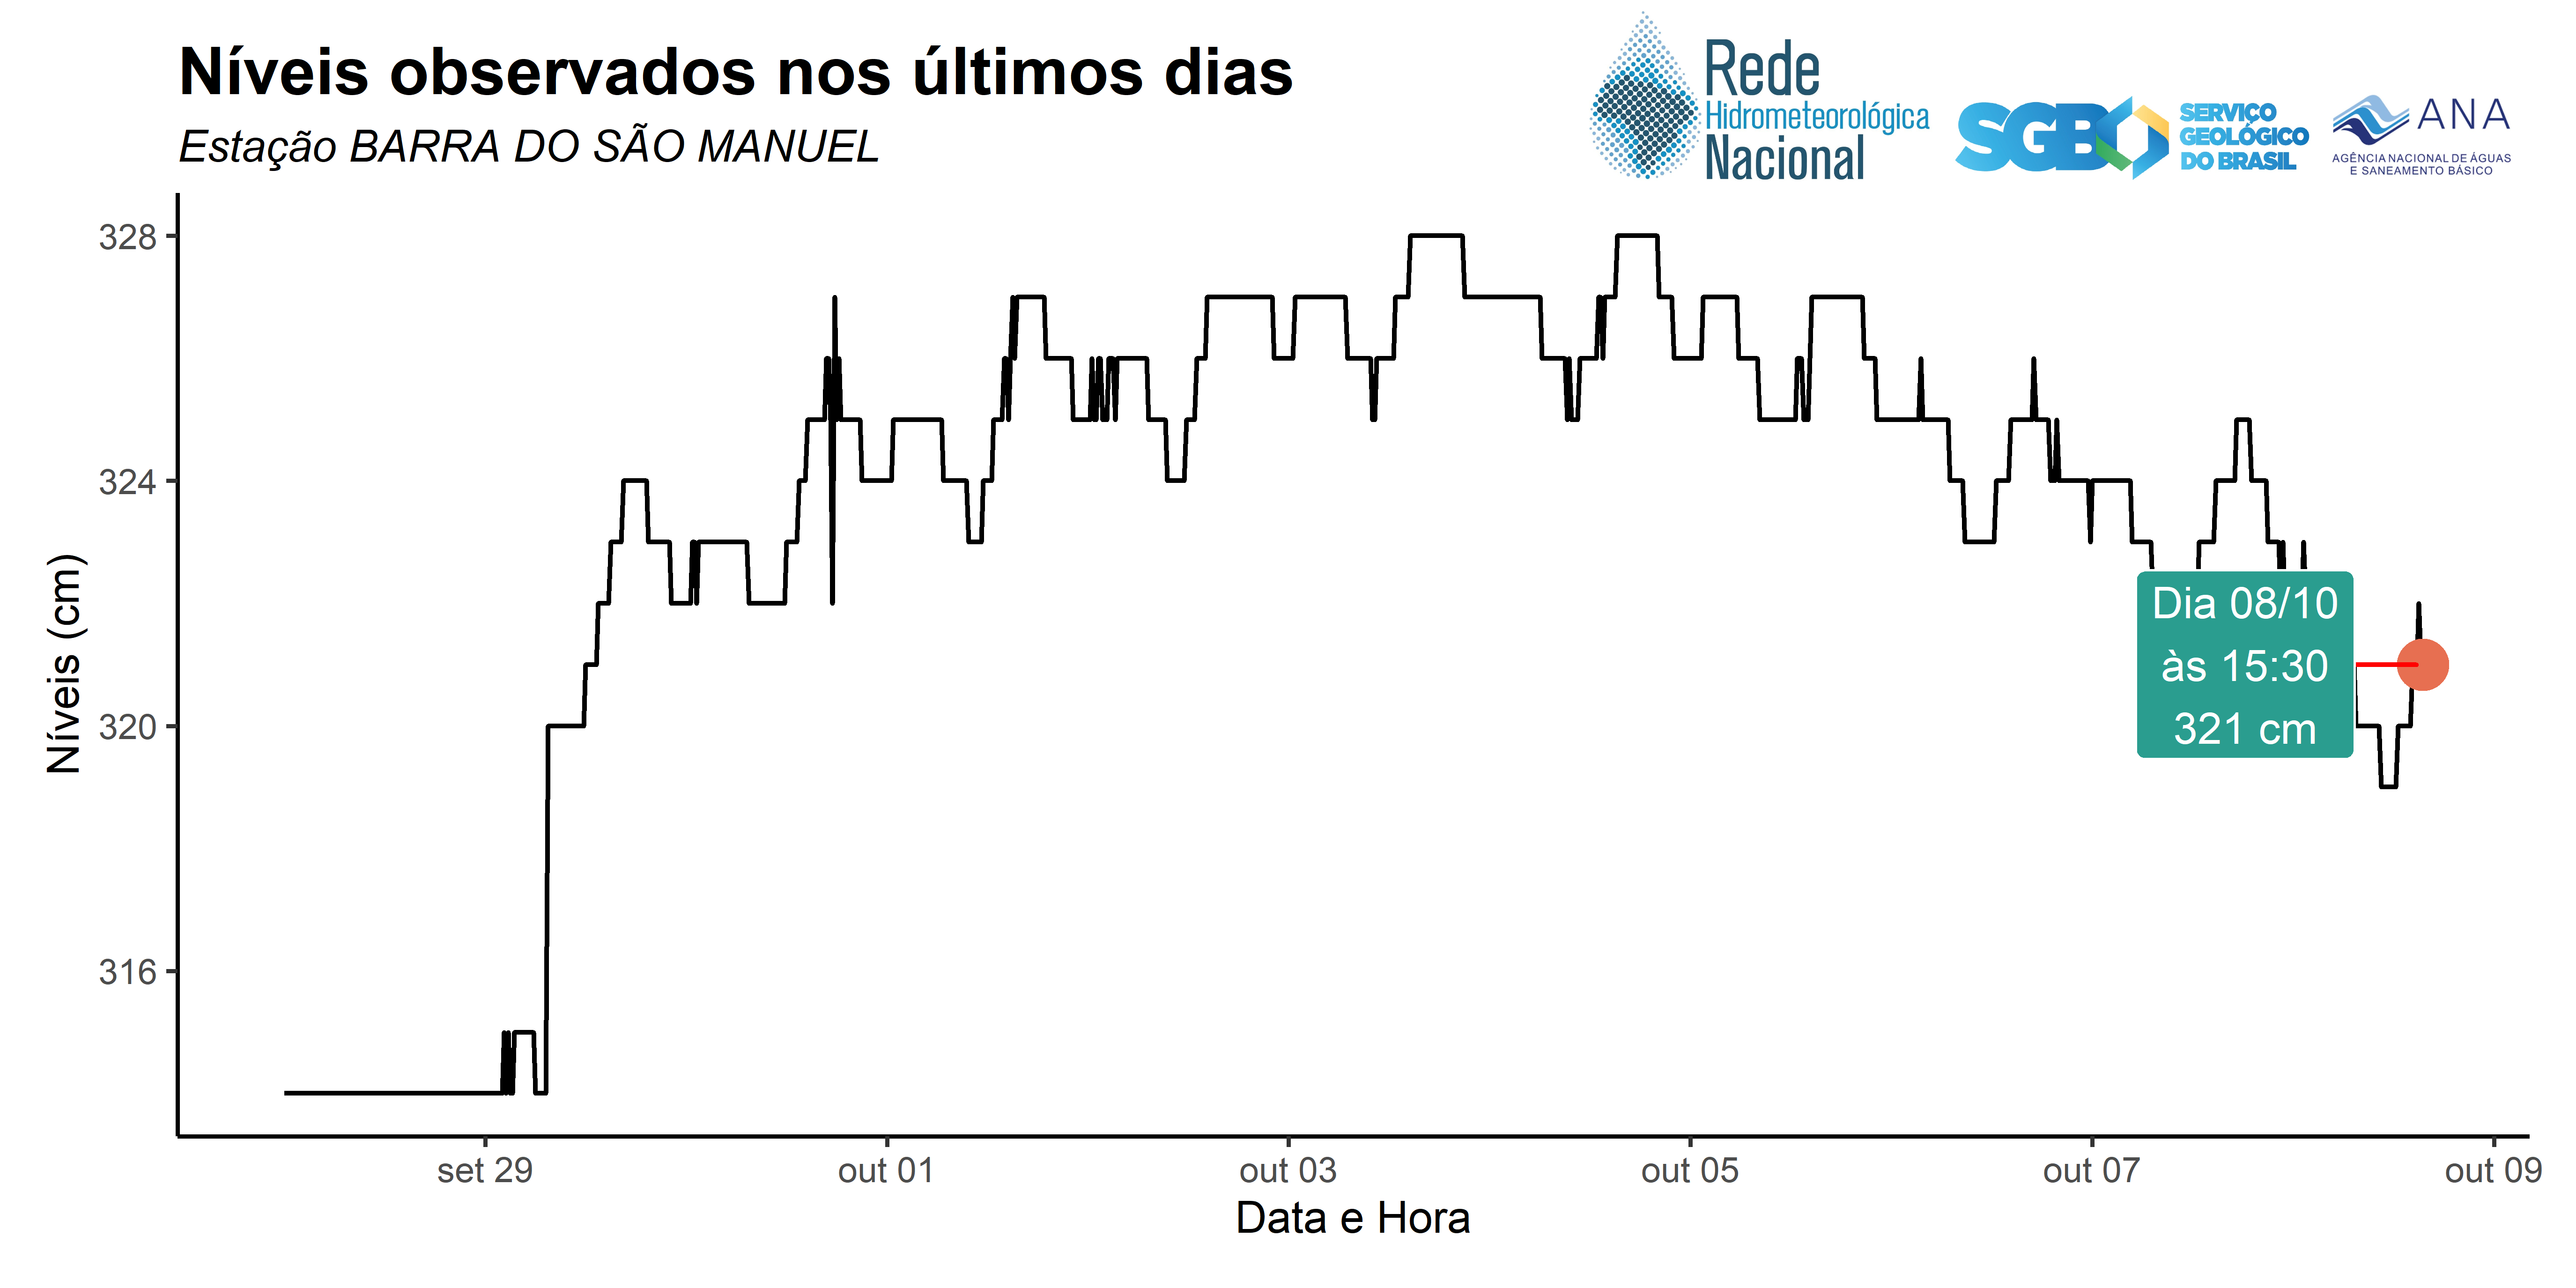 Níveis observados nos últimos dias
Estação BARRA DO SÃO MANUEL
Rede
Hidrometeorológica
Nacional
SGB
SERVIÇO
GEOLÓGICO
DO BRASIL
ANA
AGÊNCIA NACIONAL DE ÁGUAS
E SANEAMENTO BÁSICO
Níveis (cm)
328
324
320
316
Dia 08/10
às 15:30
321 cm
set 29
out 01
out 03
out 05
out 07
out 09
Data e Hora